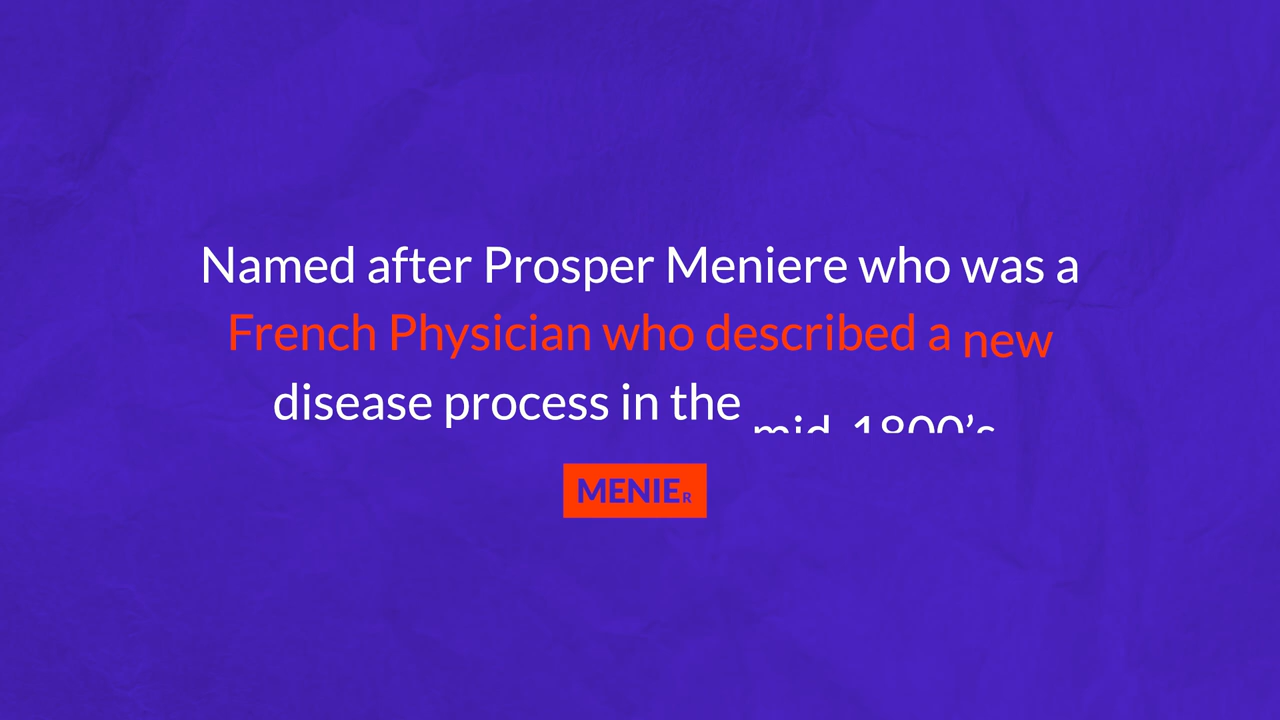 Named after Prosper Meniere who was a
French Physician who described a new
disease process in the mid-1800's
MENIER